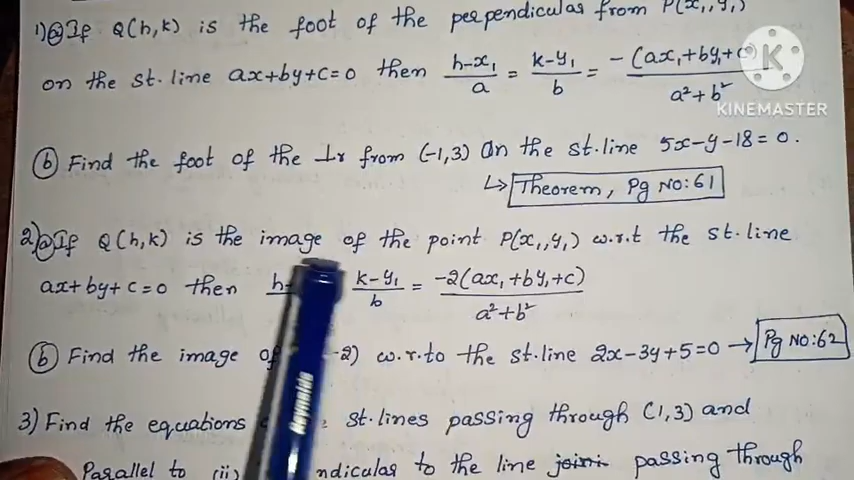 1) ⓐ If Q(h,k) is the foot of the perpendicular from P(x₁,y₁)
on the st.line ax+by+c=0 then h-x₁/a = k-y₁/b = -(ax₁+by₁+c)/a²+b²
K
KINEMASTER
ⓑ Find the foot of the ⊥r from (-1,3) on the st.line 5x-y-18=0.
↳ Theorem, Pg No:61
2) ⓐ If Q(h,k) is the image of the point P(x₁,y₁) w.r.t the st.line
ax+by+c=0 then h- k-y₁/b = -2(ax₁+by₁+c)/a²+b²
ⓑ Find the image -2) w.r.to the st.line 2x-3y+5=0 → Pg No:62
3) Find the equations st.lines passing through (1,3) and
Parallel to (ii) ndicular to the line passing through